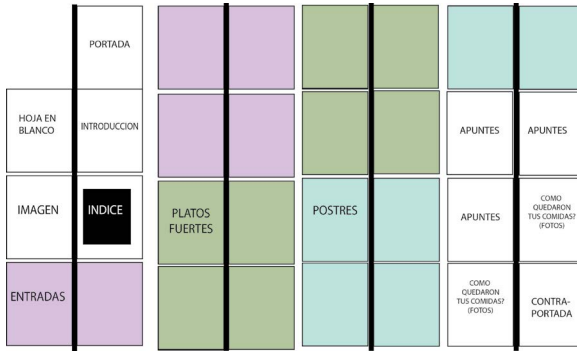 PORTADA
HOJA EN
BLANCO
INTRODUCCION
IMAGEN
INDICE
ENTRADAS
PLATOS
FUERTES
POSTRES
APUNTES
APUNTES
APUNTES
COMO
QUEDARON
TUS COMIDAS?
(FOTOS)
COMO
QUEDARON
TUS COMIDAS?
(FOTOS)
CONTRA-
PORTADA